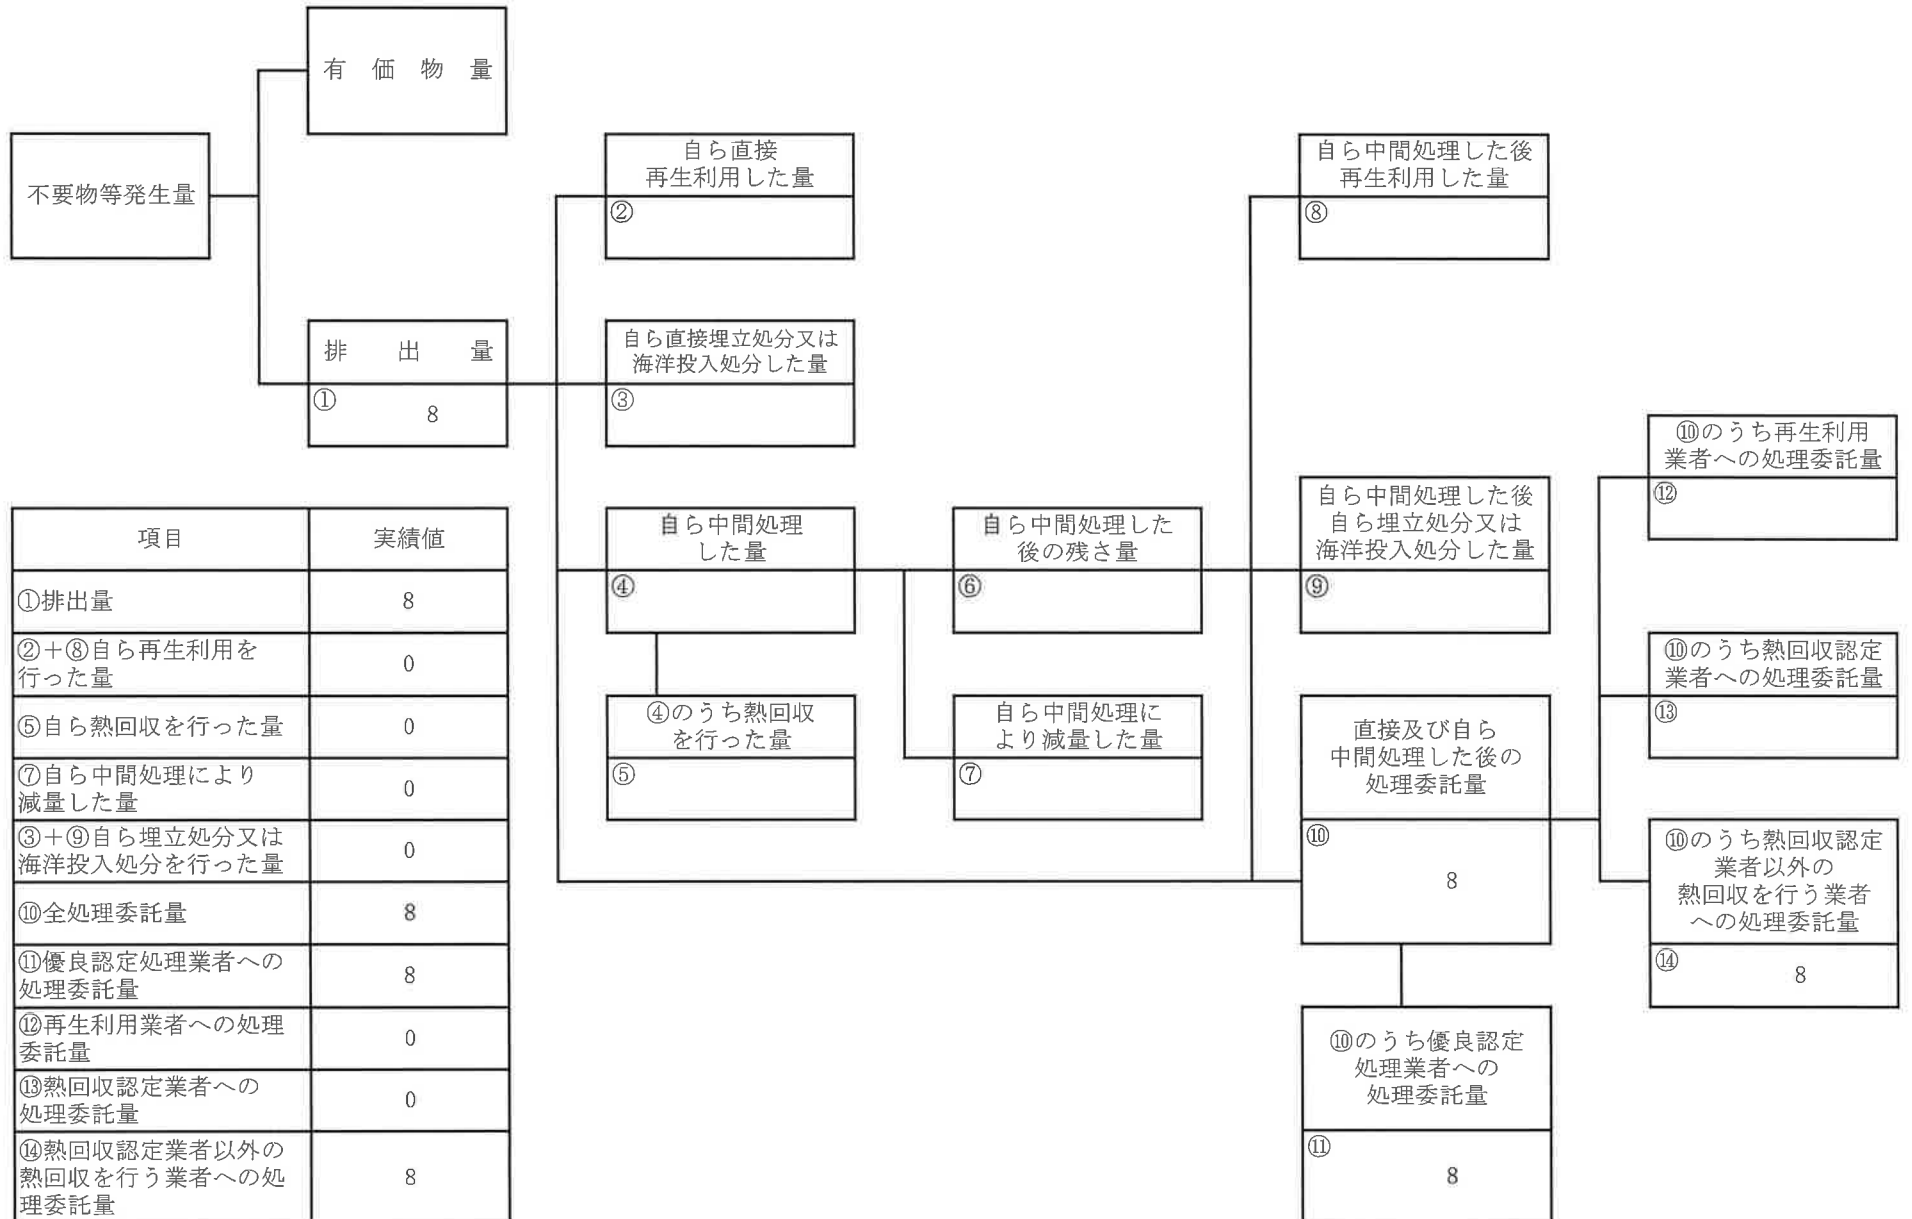 有価物量
不要物等発生量
排出量
①
8
自ら直接
再生利用した量
②
自ら直接埋立処分又は
海洋投入処分した量
③
自ら中間処理
した量
④
④のうち熱回収
を行った量
⑤
自ら中間処理した
後の残さ量
⑥
自ら中間処理に
より減量した量
⑦
自ら中間処理した後
再生利用した量
⑧
自ら中間処理した後
自ら埋立処分又は
海洋投入処分した量
⑨
直接及び自ら
中間処理した後の
処理委託量
⑩
8
⑩のうち優良認定
処理業者への
処理委託量
⑪
8
⑩のうち再生利用
業者への処理委託量
⑫
⑩のうち熱回収認定
業者への処理委託量
⑬
⑩のうち熱回収認定
業者以外の
熱回収を行う業者
への処理委託量
⑭
8
項目 実績値
①排出量 8
②+⑧自ら再生利用を
行った量 0
⑤自ら熱回収を行った量 0
⑦自ら中間処理により
減量した量 0
③+⑨自ら埋立処分又は
海洋投入処分を行った量 0
⑩全処理委託量 8
⑪優良認定処理業者への
処理委託量 8
⑫再生利用業者への処理
委託量 0
⑬熱回収認定業者への
処理委託量 0
⑭熱回収認定業者以外の
熱回収を行う業者への処
理委託量 8